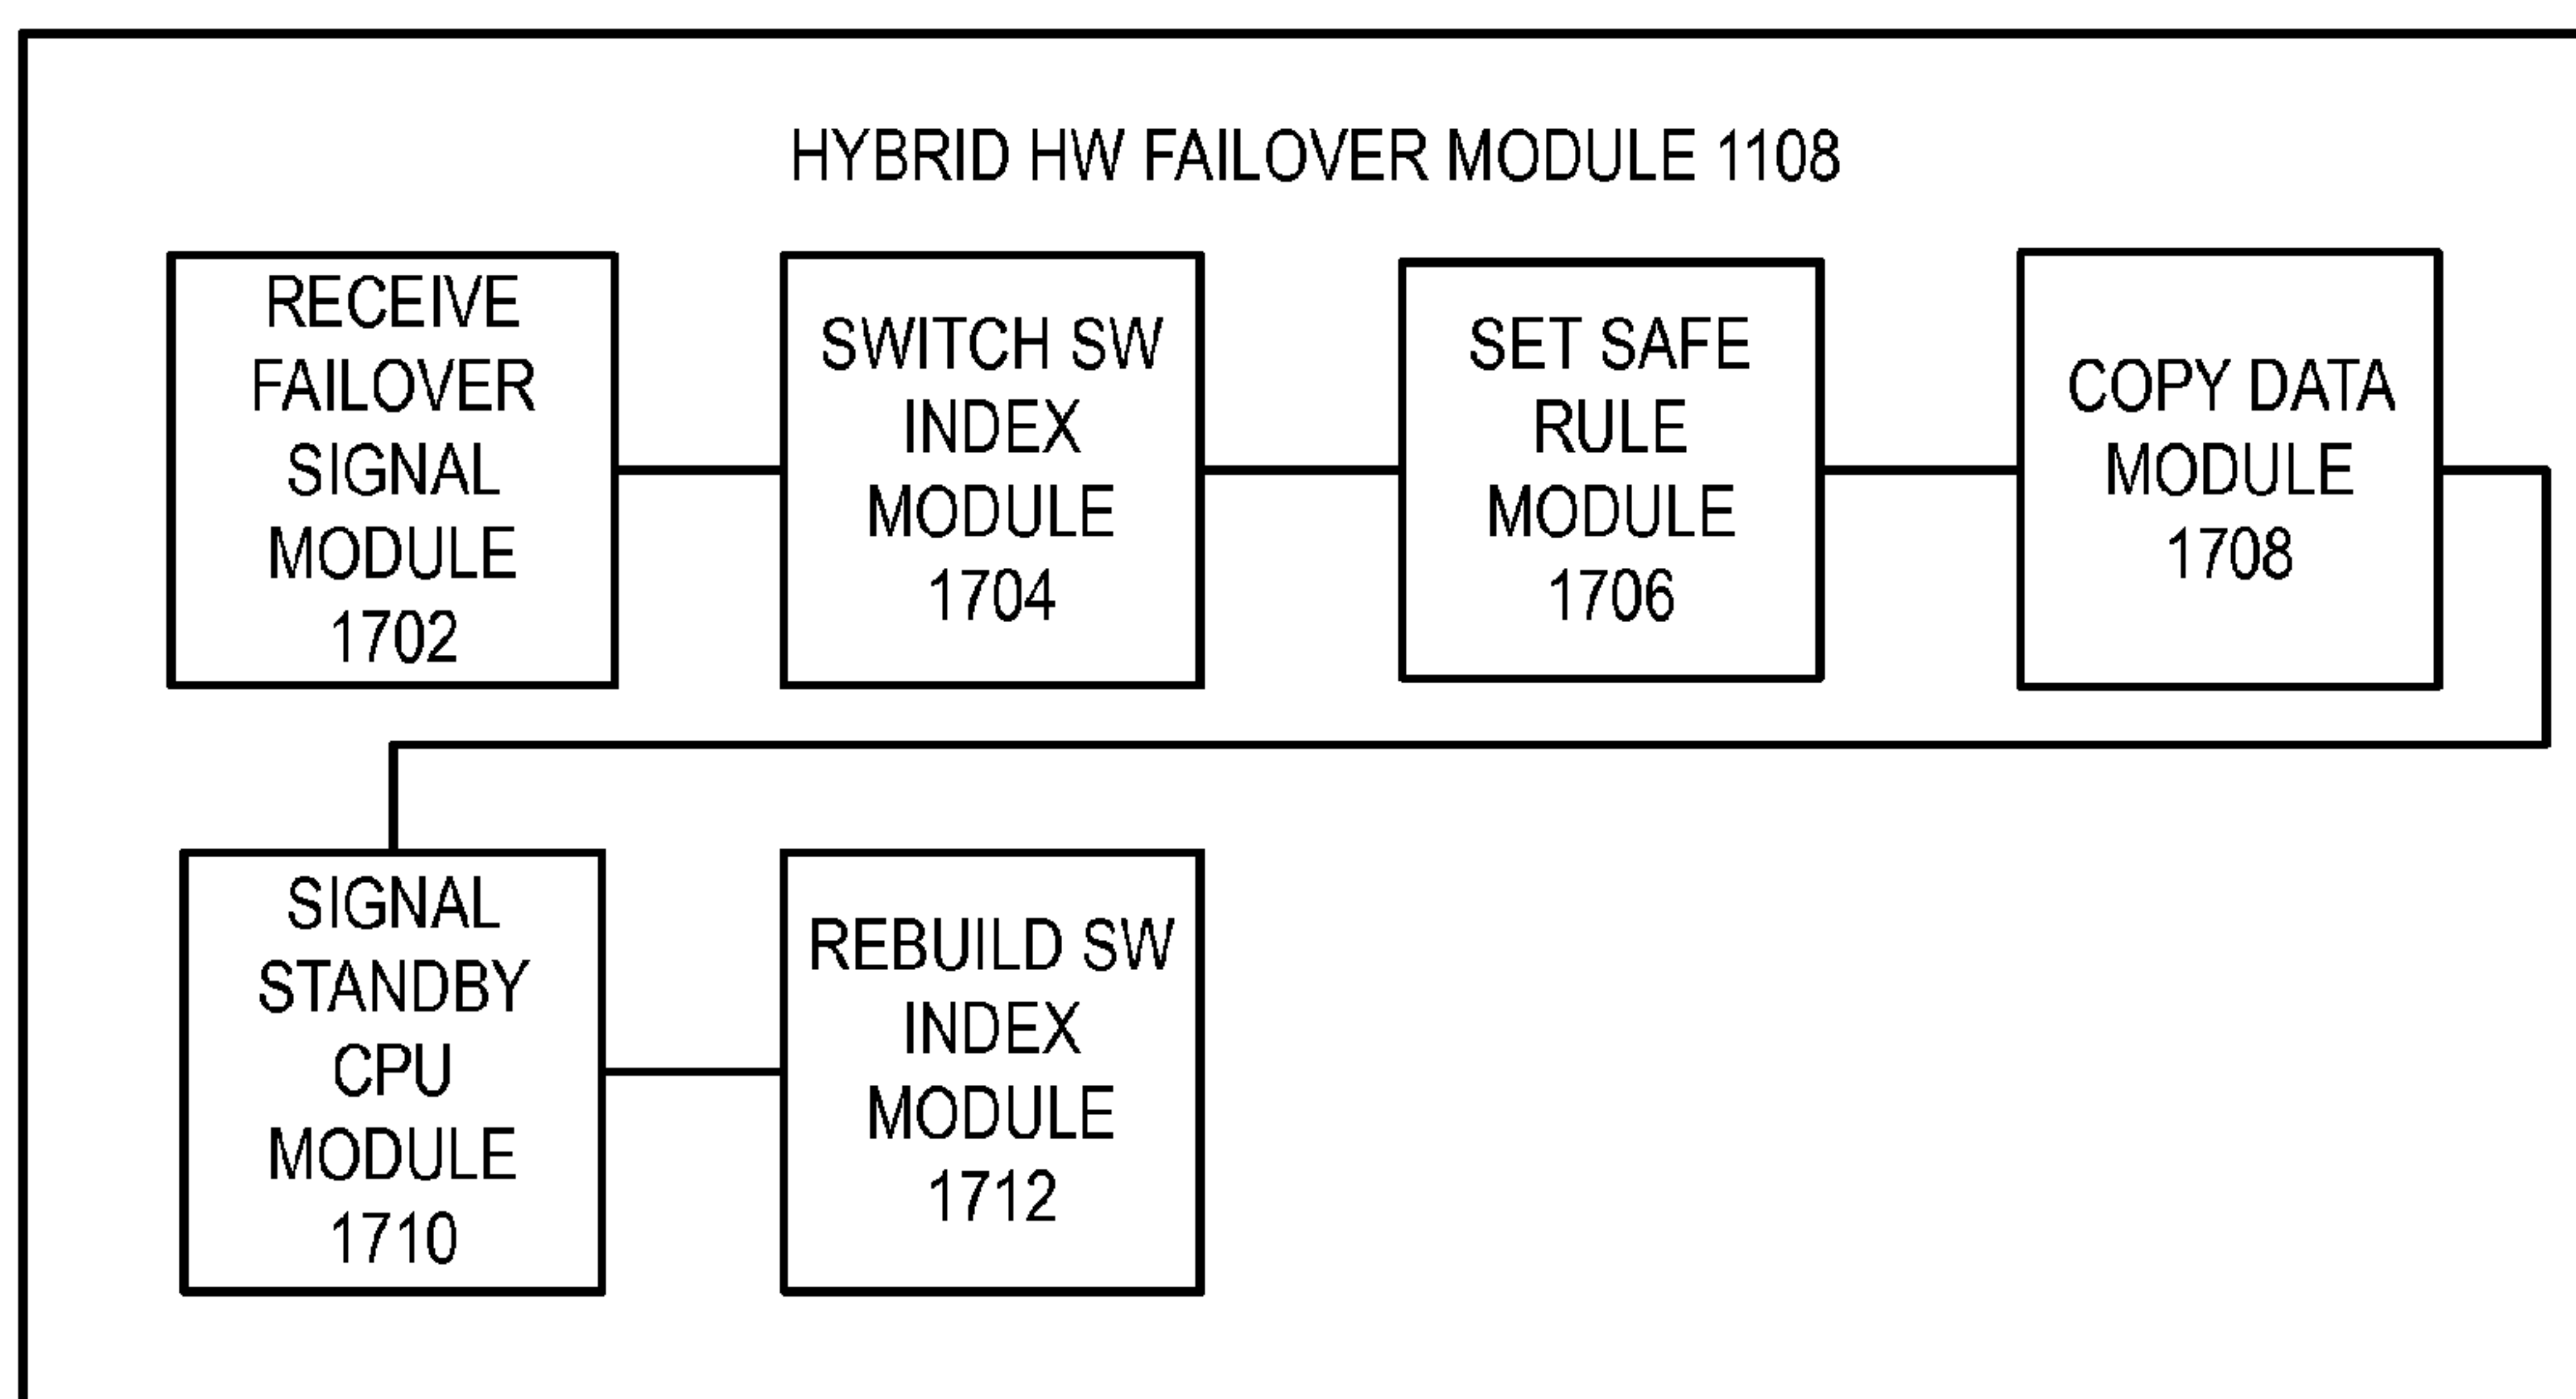 HYBRID HW FAILOVER MODULE 1108
RECEIVE
FAILOVER
SIGNAL
MODULE
1702
SWITCH SW
INDEX
MODULE
1704
SET SAFE
RULE
MODULE
1706
COPY DATA
MODULE
1708
SIGNAL
STANDBY
CPU
MODULE
1710
REBUILD SW
INDEX
MODULE
1712